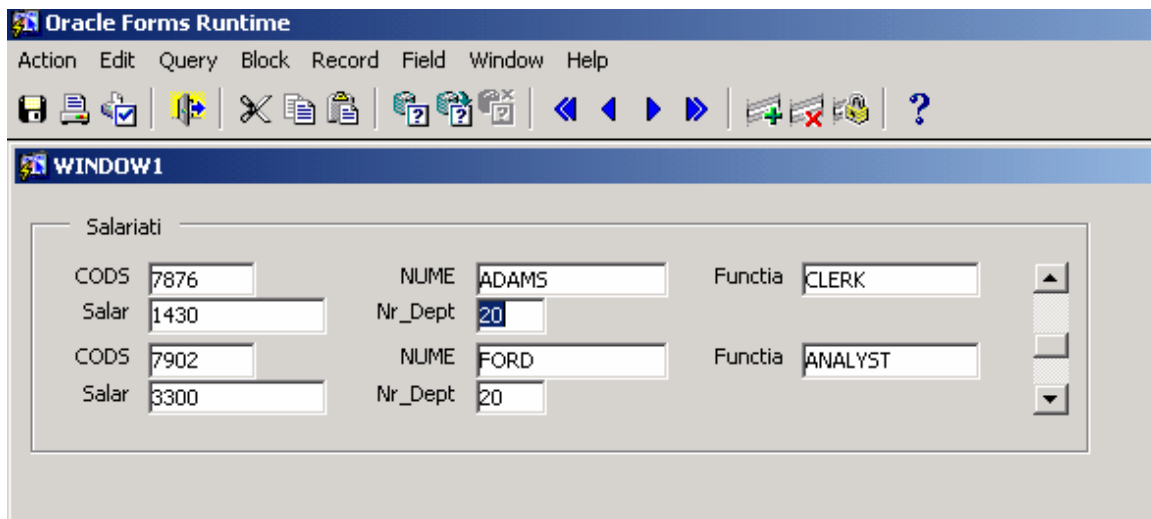 Oracle Forms Runtime
Action Edit Query Block Record Field Window Help
?
WINDOW1
Salariati
CODS 7876 NUME ADAMS Functia CLERK
Salar 1430 Nr_Dept 20
CODS 7902 NUME FORD Functia ANALYST
Salar 3300 Nr_Dept 20